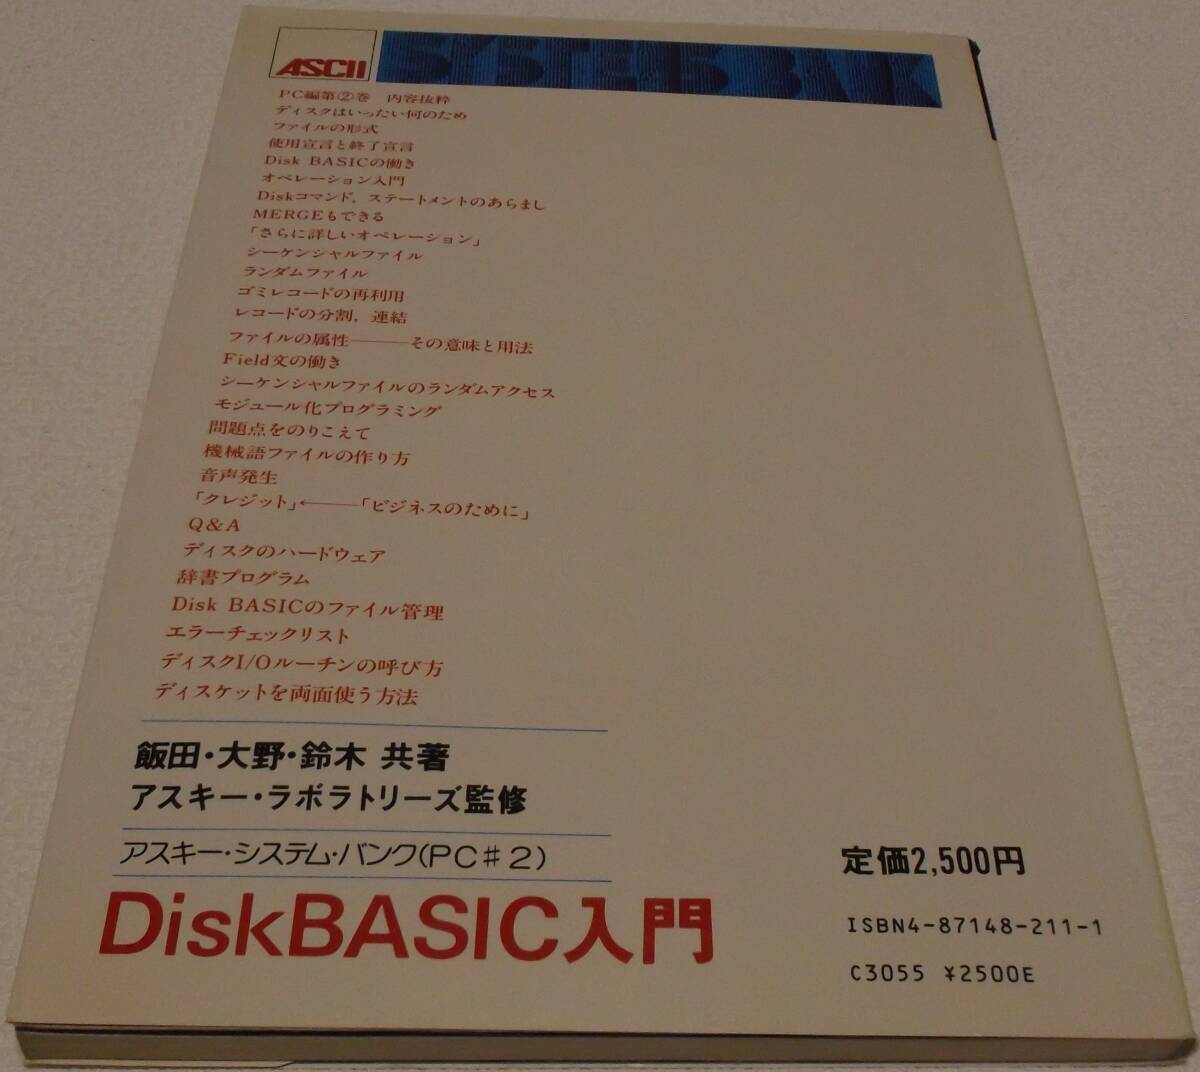 ASCII
SYSTEMS BANK
PC編第②巻 内容抜粋
ディスクはいったい何のため
ファイルの形式
使用宣言と終了宣言
Disk BASICの働き
オペレーション入門
Diskコマンド，ステートメントのあらまし
MERGEもできる
「さらに詳しいオペレーション」
シーケンシャルファイル
ランダムファイル
ゴミレコードの再利用
レコードの分割，連結
ファイルの属性───その意味と用法
Field文の働き
シーケンシャルファイルのランダムアクセス
モジュール化プログラミング
問題点をのりこえて
機械語ファイルの作り方
音声発生
「クレジット」←──「ビジネスのために」
Q&A
ディスクのハードウェア
辞書プログラム
Disk BASICのファイル管理
エラーチェックリスト
ディスクI/Oルーチンの呼び方
ディスケットを両面使う方法
飯田・大野・鈴木 共著
アスキー・ラボラトリーズ監修
アスキー・システム・バンク(PC♯2)
DiskBASIC入門
定価2,500円
ISBN4-87148-211-1
C3055 ¥2500E